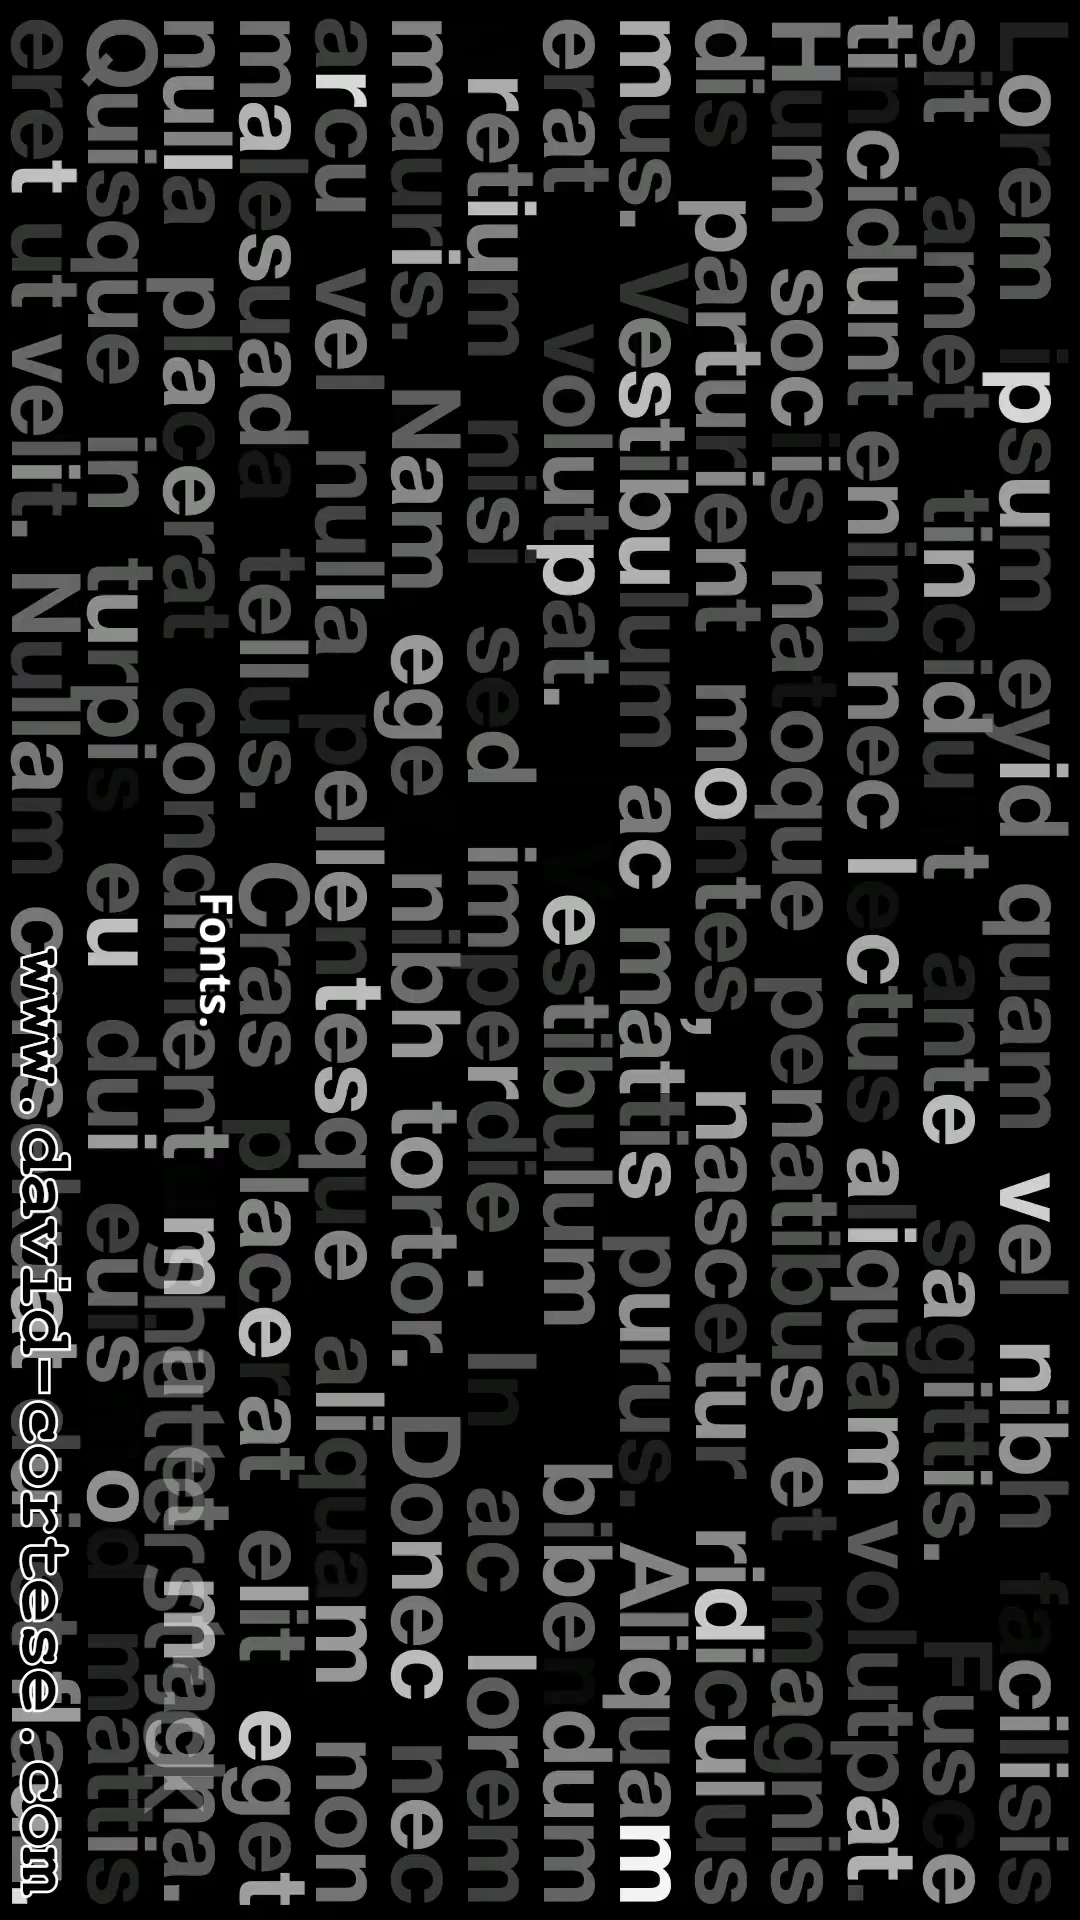 Lorem ipsum eyid quam vel nibh facilisis
sit amet tincidu t ante sagittis. Fusce
tincidunt enim nec lectus aliquam volutpat.
Hum sociis natoque penatibus et magnis
dis parturient montes, nascetur ridiculus
mus. Vestibulum ac mattis purus. Aliquam
erat volutpat. Vestibulum bibendum
retium nisi sed imperdie . In ac lorem
mauris. Nam ege nibh tortor. Donec nec
arcu vel nulla pellentesque aliquam non
malesuada tellus. Cras placerat elit eget
nulla placerat condiment
Fonts.
Quisque in turpis eu dui euis o d mattis
eret ut velit. Nullam
www.david-cortese.com